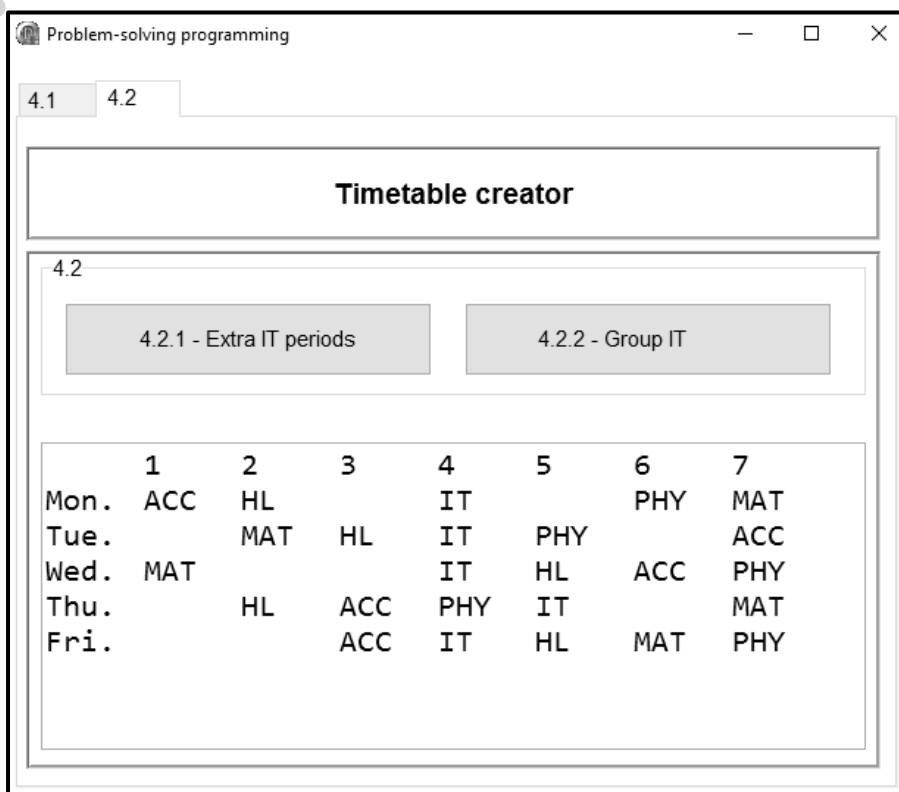 Problem-solving programming
4.1 4.2
Timetable creator
4.2
4.2.1 - Extra IT periods 4.2.2 - Group IT
1 2 3 4 5 6 7
Mon. ACC HL IT PHY MAT
Tue. MAT HL IT PHY ACC
Wed. MAT IT HL ACC PHY
Thu. HL ACC PHY IT MAT
Fri. ACC IT HL MAT PHY